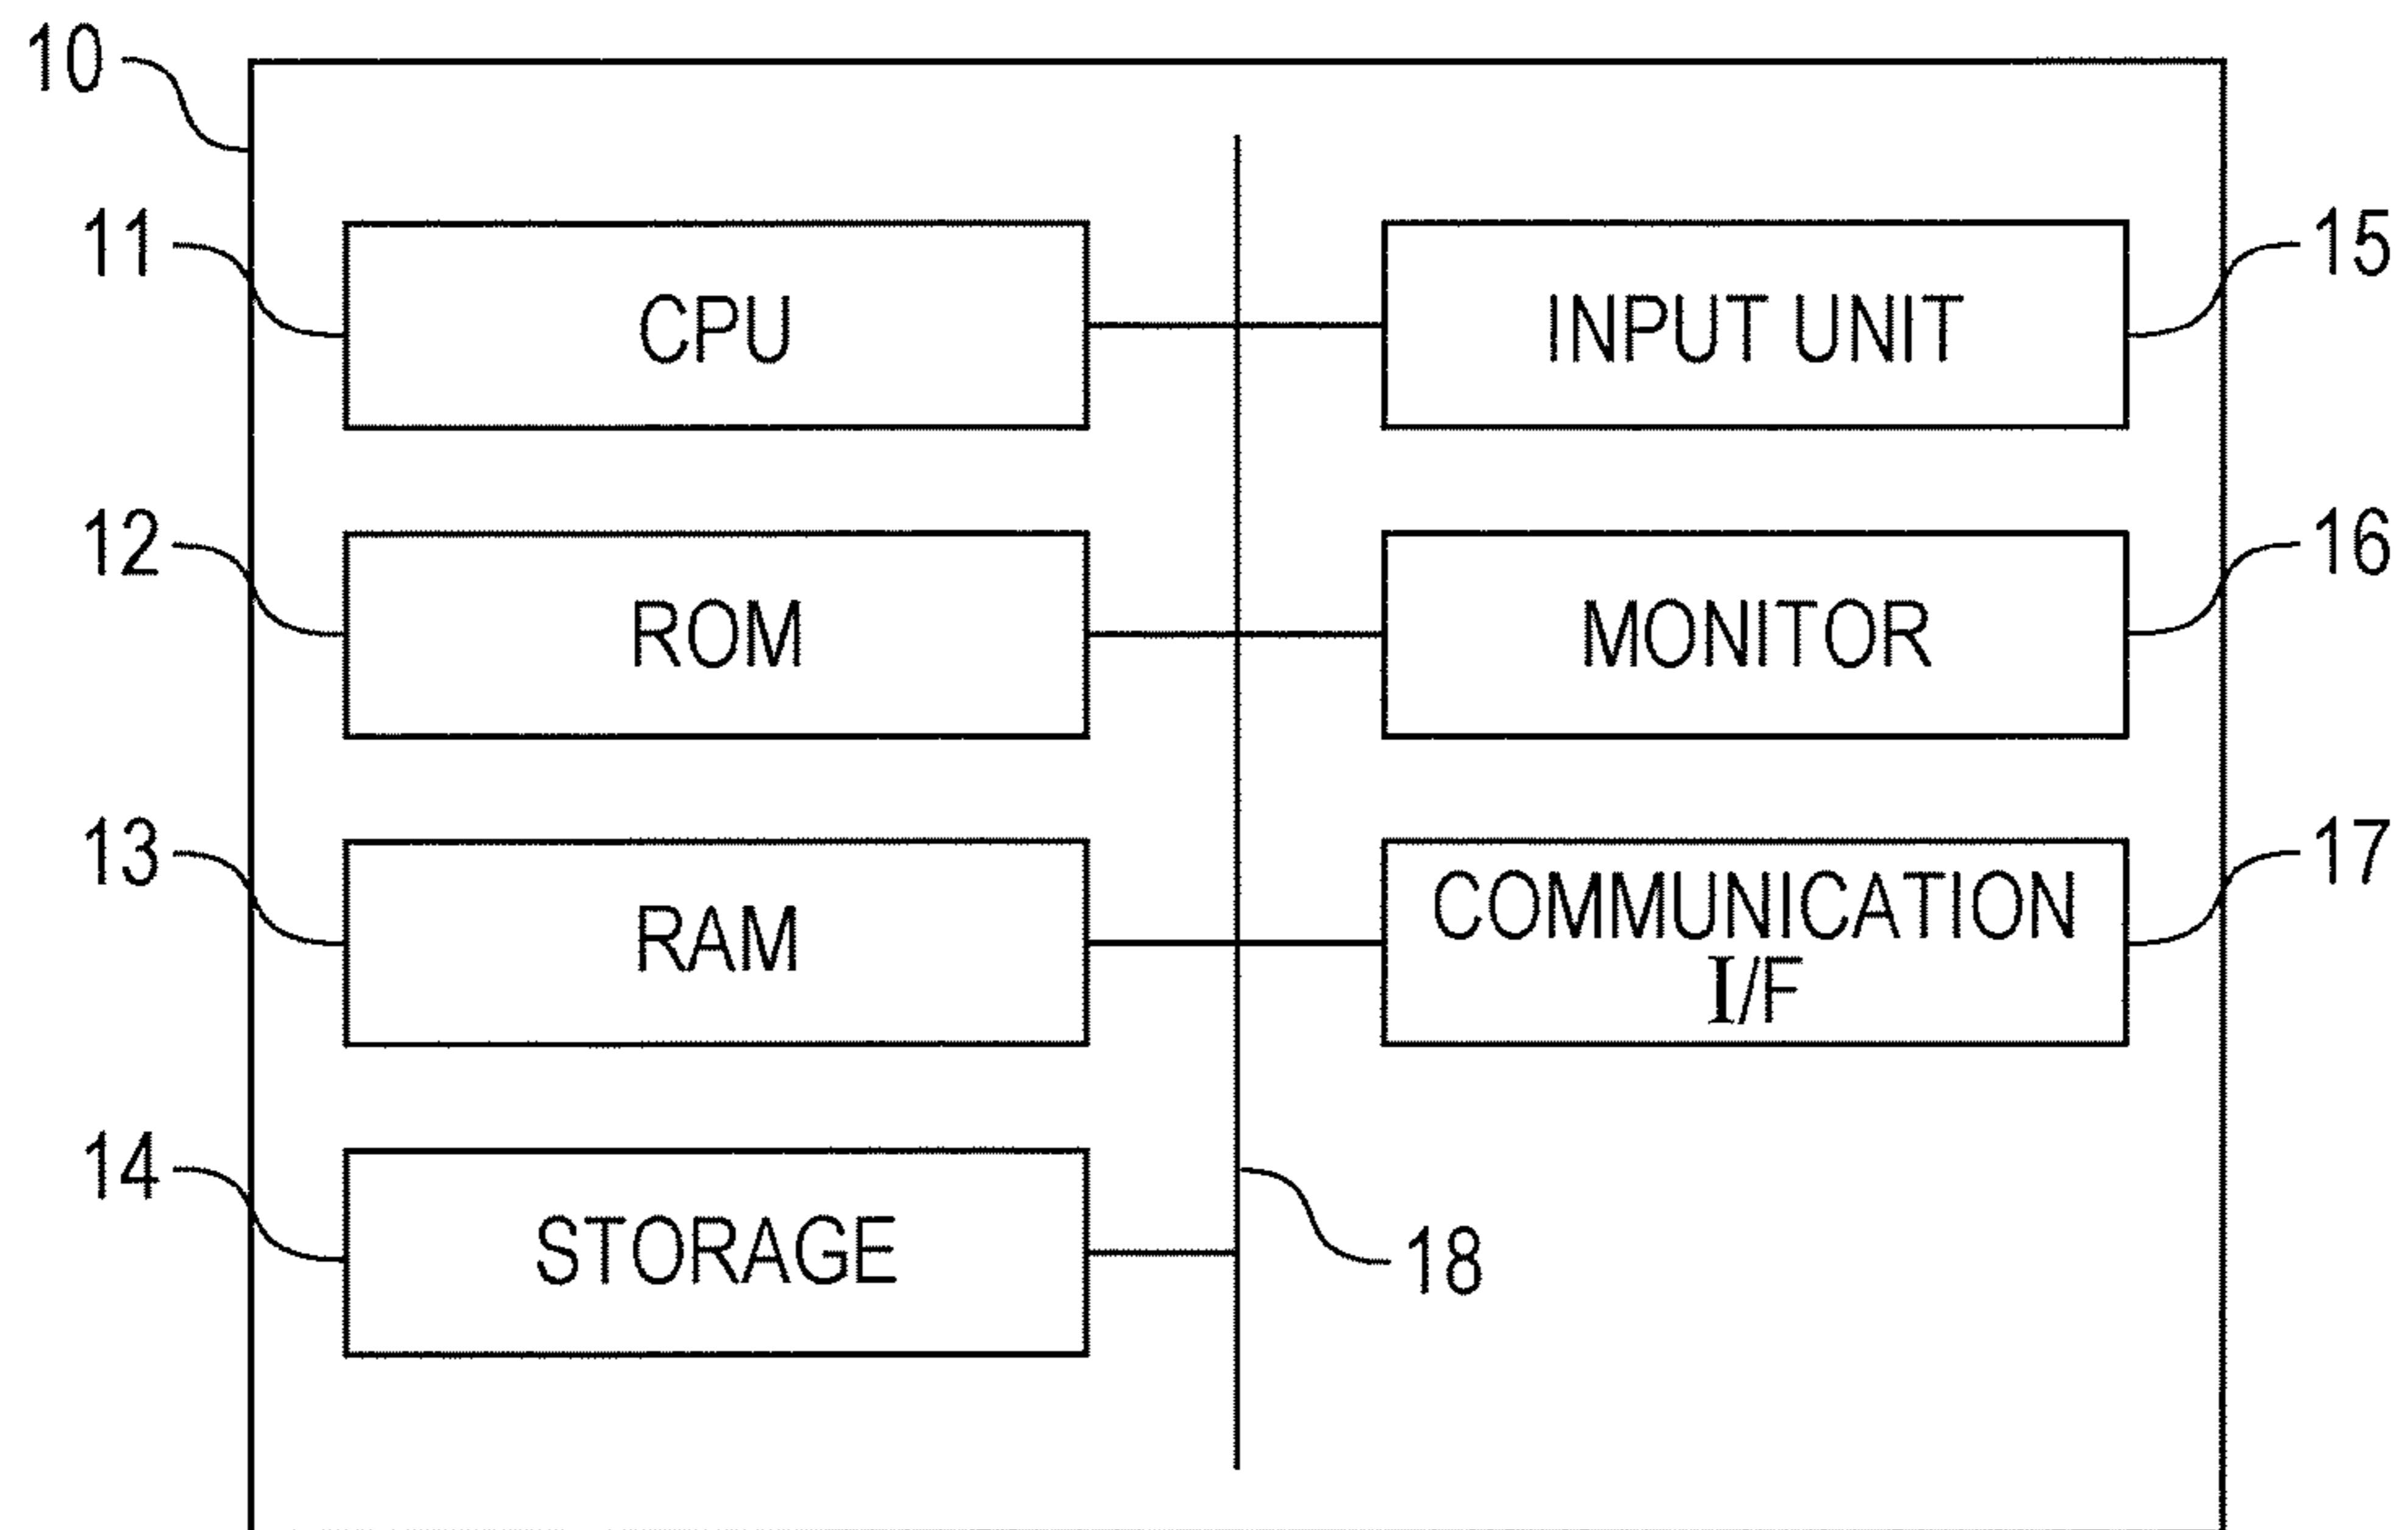 10
11
CPU
INPUT UNIT
15
12
ROM
MONITOR
16
13
RAM
COMMUNICATION
I/F
17
14
STORAGE
18